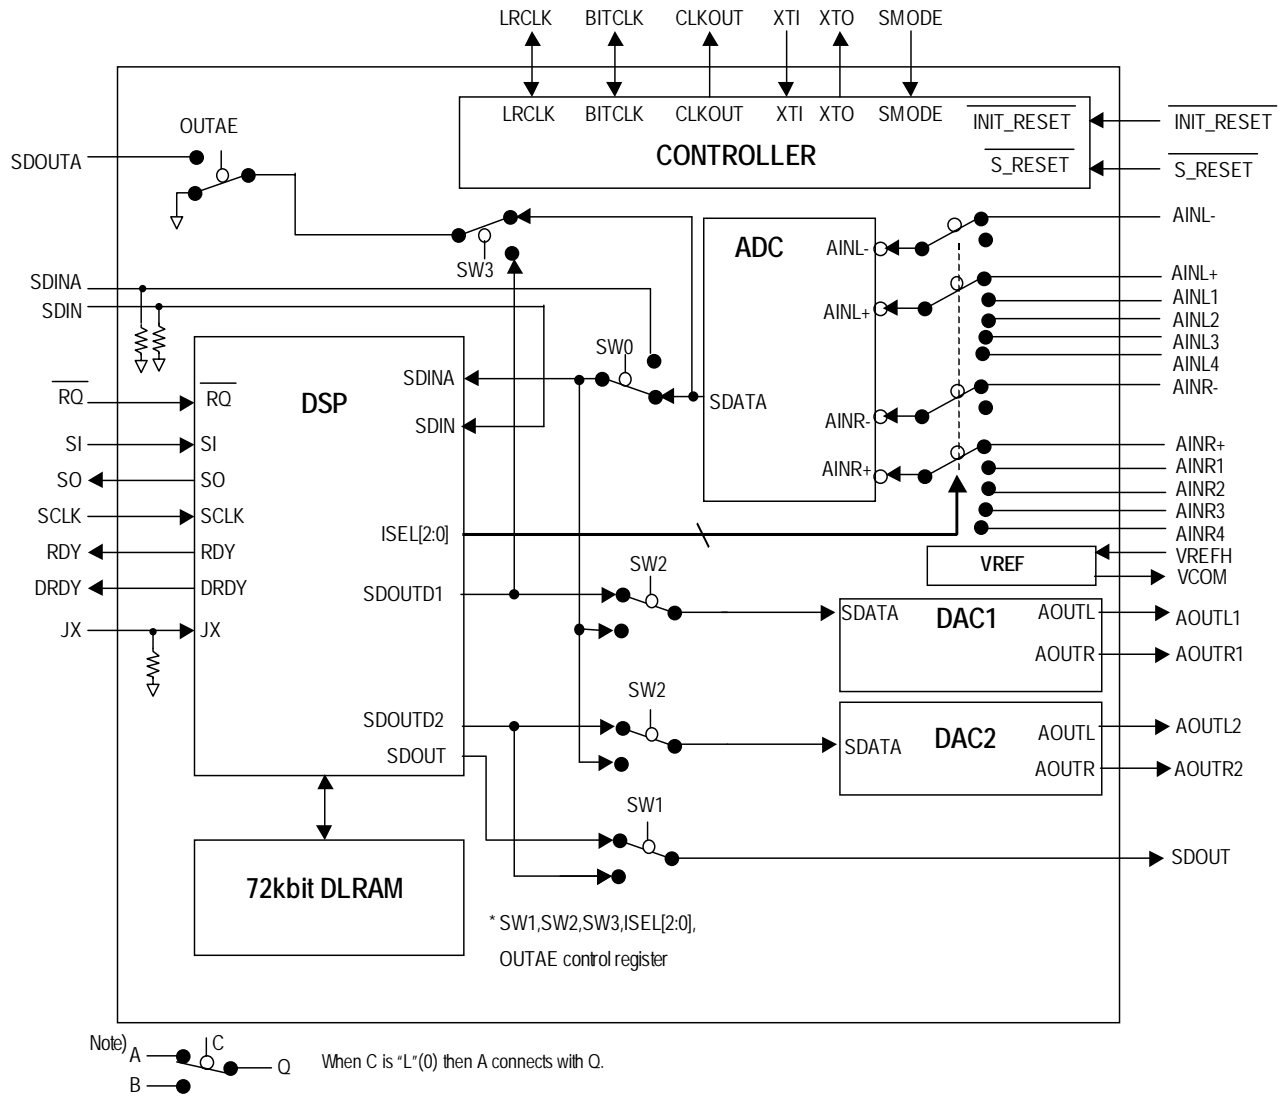 LRCLK BITCLK CLKOUT XTI XTO SMODE
LRCLK BITCLK CLKOUT XTI XTO SMODE
INIT_RESET INIT_RESET
CONTROLLER
S_RESET S_RESET
OUTAE
SDOUTA
SW3
ADC
AINL- AINL-
AINL+ AINL+
AINL1
AINL2
AINL3
AINL4
AINR- AINR-
AINR+ AINR+
AINR1
AINR2
AINR3
AINR4
SDATA
SDINA
SDIN
SW0
DSP
SDINA
SDIN
RQ RQ
SI SI
SO SO
SCLK SCLK
RDY RDY
DRDY DRDY
JX JX
ISEL[2:0]
SDOUTD1
SDOUTD2
SDOUT
VREF
VREFH
VCOM
SW2
SDATA DAC1 AOUTL AOUTL1
AOUTR AOUTR1
SW2
SDATA DAC2 AOUTL AOUTL2
AOUTR AOUTR2
SW1
SDOUT
72kbit DLRAM
* SW1,SW2,SW3,ISEL[2:0],
OUTAE control register
Note) A C Q
B
When C is “L”(0) then A connects with Q.